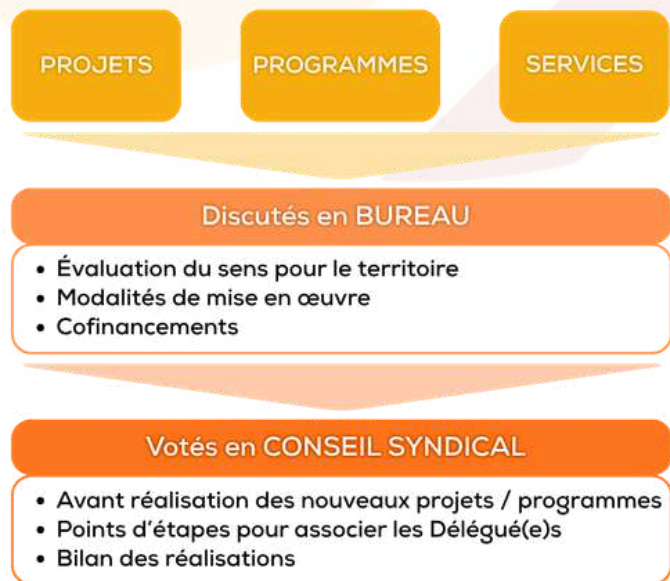 PROJETS
PROGRAMMES
SERVICES
Discutés en BUREAU
• Évaluation du sens pour le territoire
• Modalités de mise en œuvre
• Cofinancements
Votés en CONSEIL SYNDICAL
• Avant réalisation des nouveaux projets / programmes
• Points d'étapes pour associer les Délégué(e)s
• Bilan des réalisations